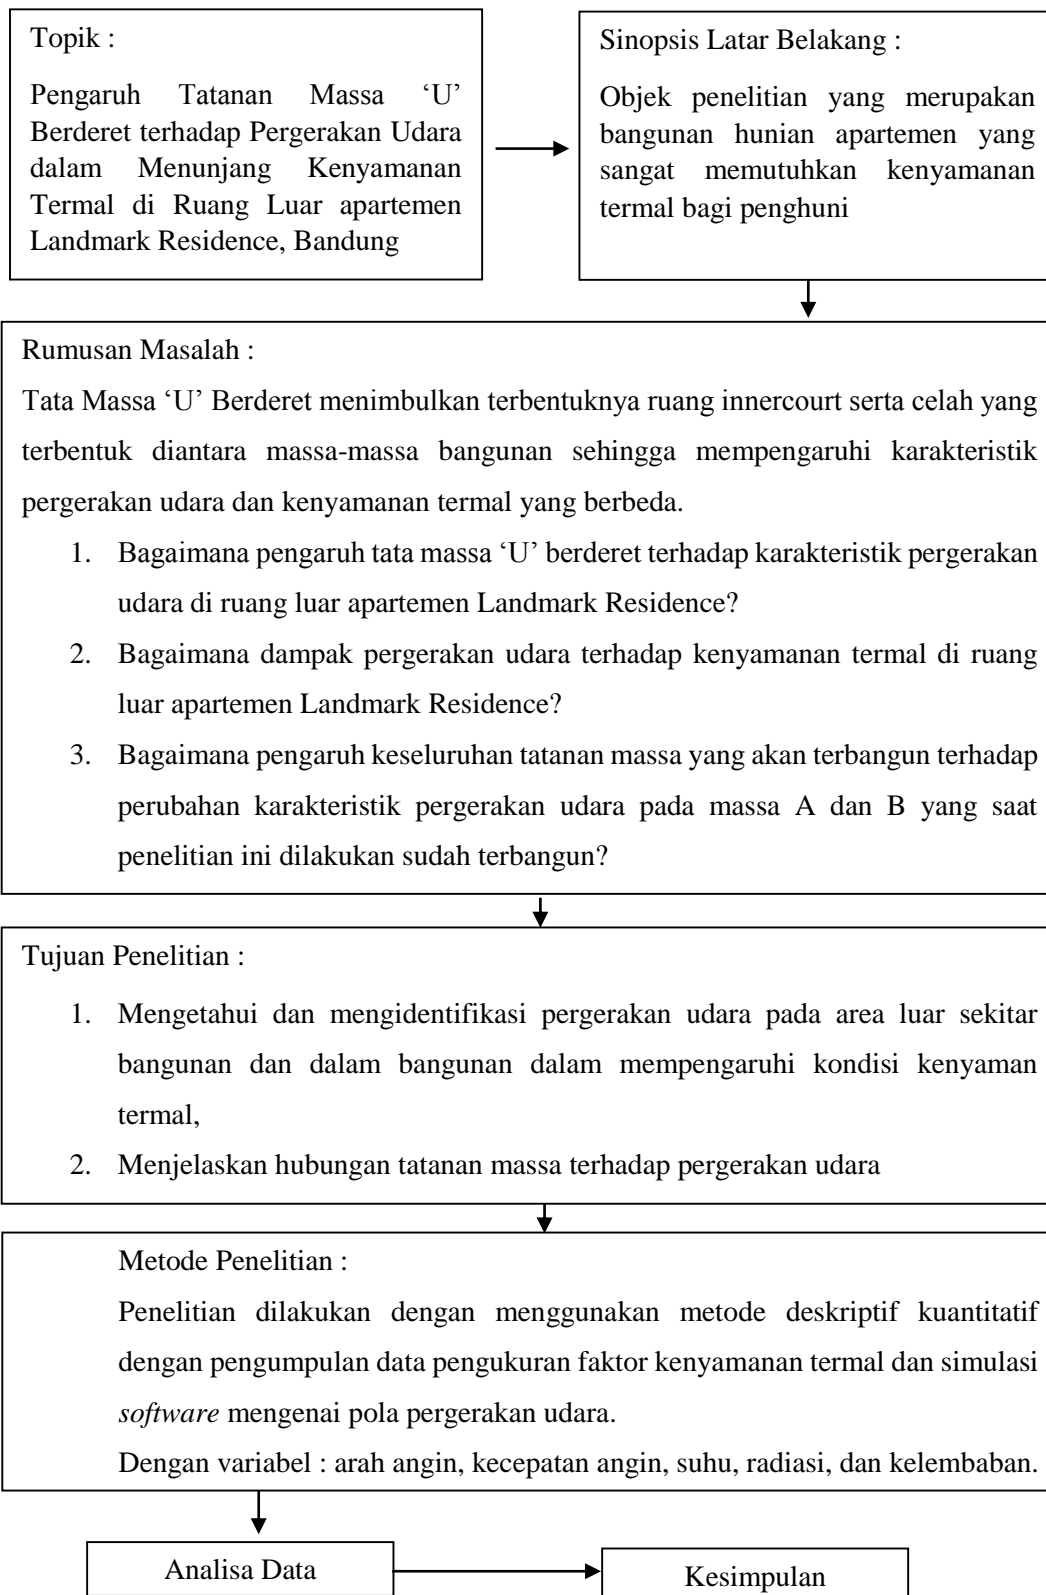 Topik :
Pengaruh Tatanan Massa ‘U’
Berderet terhadap Pergerakan Udara
dalam Menunjang Kenyamanan
Termal di Ruang Luar apartemen
Landmark Residence, Bandung
Sinopsis Latar Belakang :
Objek penelitian yang merupakan
bangunan hunian apartemen yang
sangat memutuhkan kenyamanan
termal bagi penghuni
Rumusan Masalah :
Tata Massa ‘U’ Berderet menimbulkan terbentuknya ruang innercourt serta celah yang
terbentuk diantara massa-massa bangunan sehingga mempengaruhi karakteristik
pergerakan udara dan kenyamanan termal yang berbeda.
1. Bagaimana pengaruh tata massa ‘U’ berderet terhadap karakteristik pergerakan
udara di ruang luar apartemen Landmark Residence?
2. Bagaimana dampak pergerakan udara terhadap kenyamanan termal di ruang
luar apartemen Landmark Residence?
3. Bagaimana pengaruh keseluruhan tatanan massa yang akan terbangun terhadap
perubahan karakteristik pergerakan udara pada massa A dan B yang saat
penelitian ini dilakukan sudah terbangun?
Tujuan Penelitian :
1. Mengetahui dan mengidentifikasi pergerakan udara pada area luar sekitar
bangunan dan dalam bangunan dalam mempengaruhi kondisi kenyaman
termal,
2. Menjelaskan hubungan tatanan massa terhadap pergerakan udara
Metode Penelitian :
Penelitian dilakukan dengan menggunakan metode deskriptif kuantitatif
dengan pengumpulan data pengukuran faktor kenyamanan termal dan simulasi
software mengenai pola pergerakan udara.
Dengan variabel : arah angin, kecepatan angin, suhu, radiasi, dan kelembaban.
Analisa Data
Kesimpulan